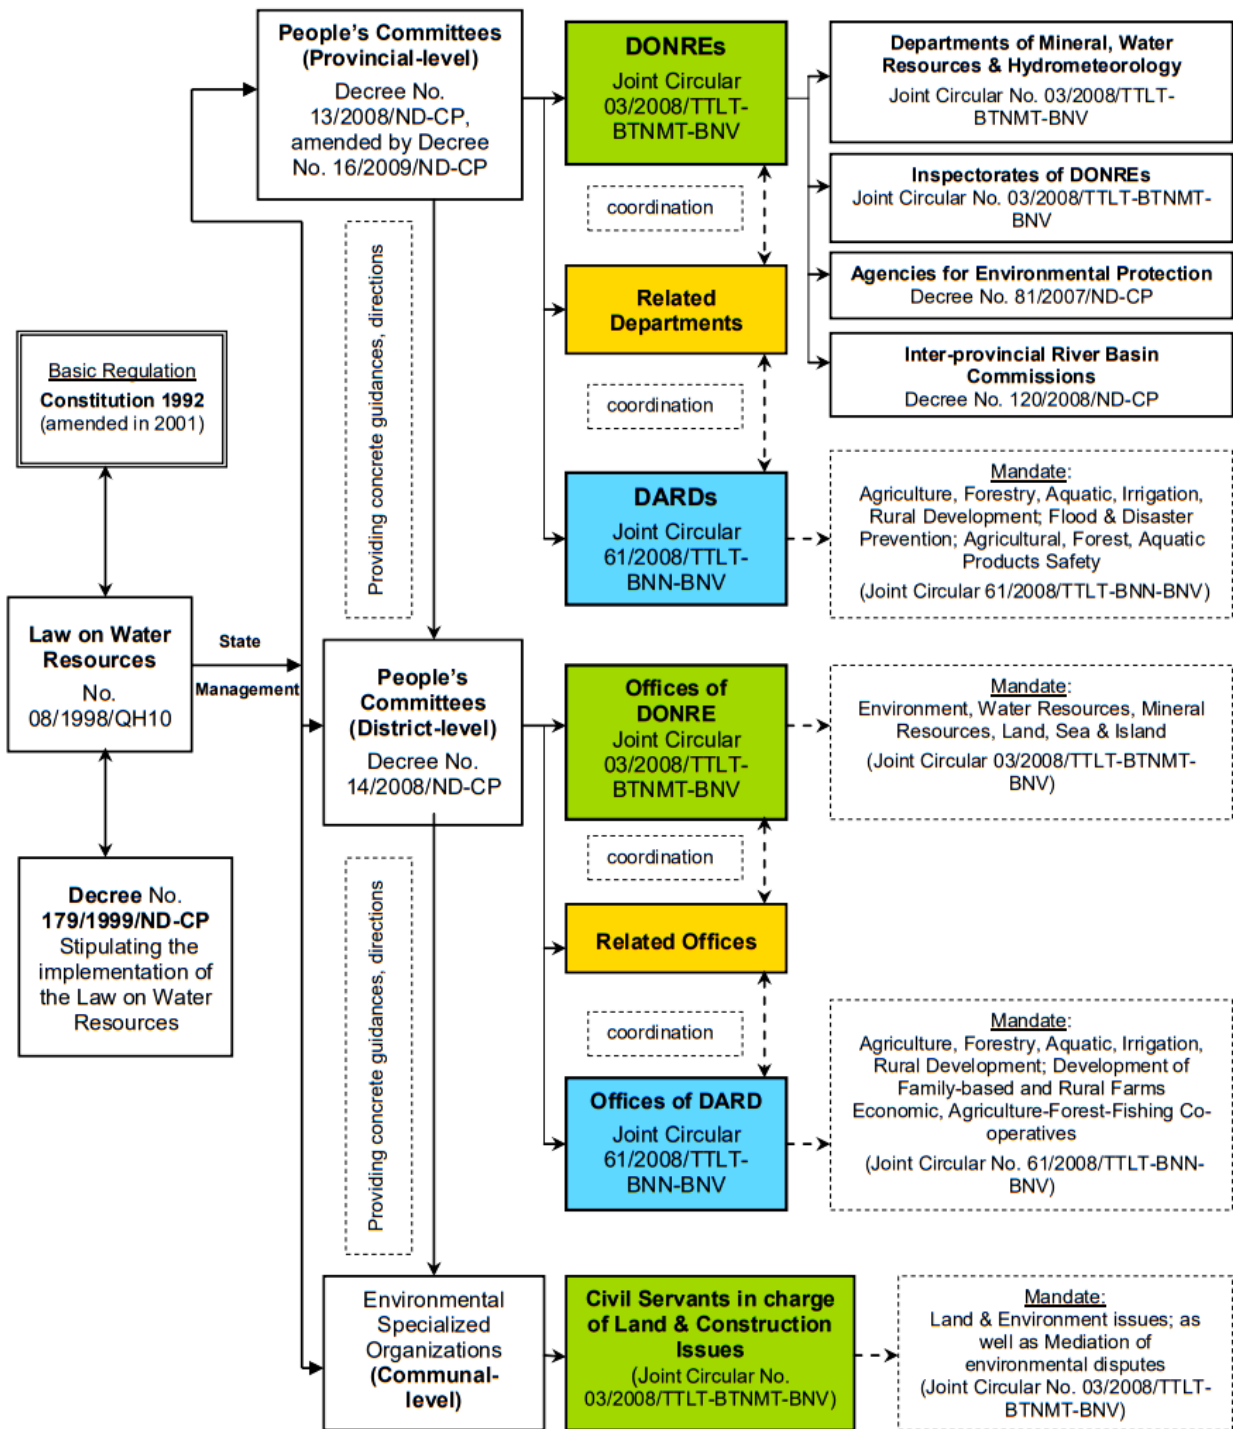 People's Committees
(Provincial-level)
Decree No.
13/2008/ND-CP,
amended by Decree
No. 16/2009/ND-CP
DONREs
Joint Circular
03/2008/TTLT-
BTNMT-BNV
Departments of Mineral, Water
Resources & Hydrometeorology
Joint Circular No. 03/2008/TTLT-
BTNMT-BNV
Inspectorates of DONREs
Joint Circular No. 03/2008/TTLT-BTNMT-
BNV
coordination
Agencies for Environmental Protection
Decree No. 81/2007/ND-CP
Related
Departments
Inter-provincial River Basin
Commissions
Decree No. 120/2008/ND-CP
Providing concrete guidances, directions
coordination
Basic Regulation
Constitution 1992
(amended in 2001)
DARDs
Joint Circular
61/2008/TTLT-
BNN-BNV
Mandate:
Agriculture, Forestry, Aquatic, Irrigation,
Rural Development; Flood & Disaster
Prevention; Agricultural, Forest, Aquatic
Products Safety
(Joint Circular 61/2008/TTLT-BNN-BNV)
Law on Water
Resources
No.
08/1998/QH10
State
Management
People's
Committees
(District-level)
Decree No.
14/2008/ND-CP
Offices of
DONRE
Joint Circular
03/2008/TTLT-
BTNMT-BNV
Mandate:
Environment, Water Resources, Mineral
Resources, Land, Sea & Island
(Joint Circular 03/2008/TTLT-BTNMT-
BNV)
coordination
Decree No.
179/1999/ND-CP
Stipulating the
implementation of
the Law on Water
Resources
Providing concrete guidances, directions
Related Offices
coordination
Offices of DARD
Joint Circular
61/2008/TTLT-
BNN-BNV
Mandate:
Agriculture, Forestry, Aquatic, Irrigation,
Rural Development; Development of
Family-based and Rural Farms
Economic, Agriculture-Forest-Fishing Co-
operatives
(Joint Circular No. 61/2008/TTLT-BNN-
BNV)
Environmental
Specialized
Organizations
(Communal-
level)
Civil Servants in charge
of Land & Construction
Issues
(Joint Circular No.
03/2008/TTLT-BTNMT-BNV)
Mandate:
Land & Environment issues; as
well as Mediation of
environmental disputes
(Joint Circular No. 03/2008/TTLT-
BTNMT-BNV)